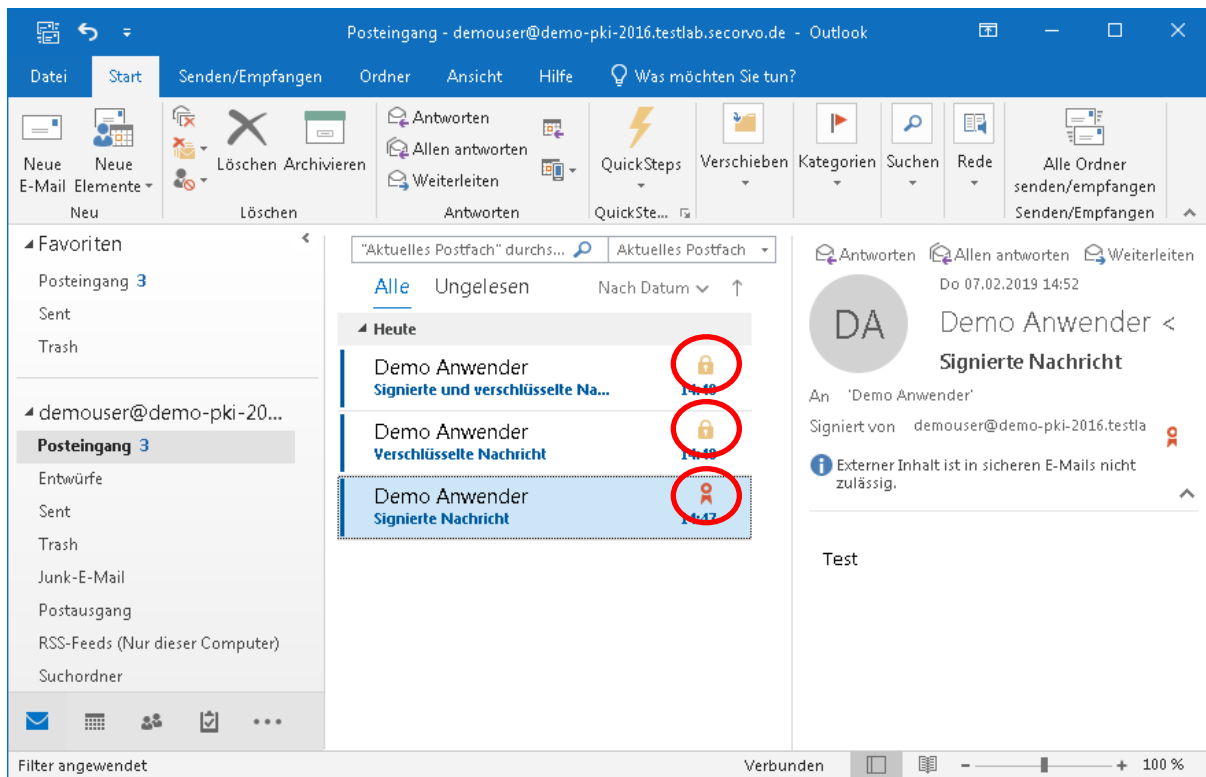 Posteingang - demouser@demo-pki-2016.testlab.secorvo.de - Outlook
Datei Start Senden/Empfangen Ordner Ansicht Hilfe Was möchten Sie tun?
Neue E-Mail
Neue Elemente
Neu
Löschen Archivieren
Löschen
Antworten
Allen antworten
Weiterleiten
Antworten
QuickSteps
QuickSte...
Verschieben
Kategorien
Suchen
Rede
Alle Ordner
senden/empfangen
Senden/Empfangen
Favoriten
Posteingang 3
Sent
Trash
demouser@demo-pki-20...
Posteingang 3
Entwürfe
Sent
Trash
Junk-E-Mail
Postausgang
RSS-Feeds (Nur dieser Computer)
Suchordner
"Aktuelles Postfach" durchs... Aktuelles Postfach
Alle Ungelesen Nach Datum
Heute
Demo Anwender
Signierte und verschlüsselte Na...
Demo Anwender
Verschlüsselte Nachricht
Demo Anwender
Signierte Nachricht 14:47
Antworten Allen antworten Weiterleiten
Do 07.02.2019 14:52
DA
Demo Anwender <
Signierte Nachricht
An 'Demo Anwender'
Signiert von demouser@demo-pki-2016.testla
Externer Inhalt ist in sicheren E-Mails nicht
zulässig.
Test
Filter angewendet Verbunden 100 %